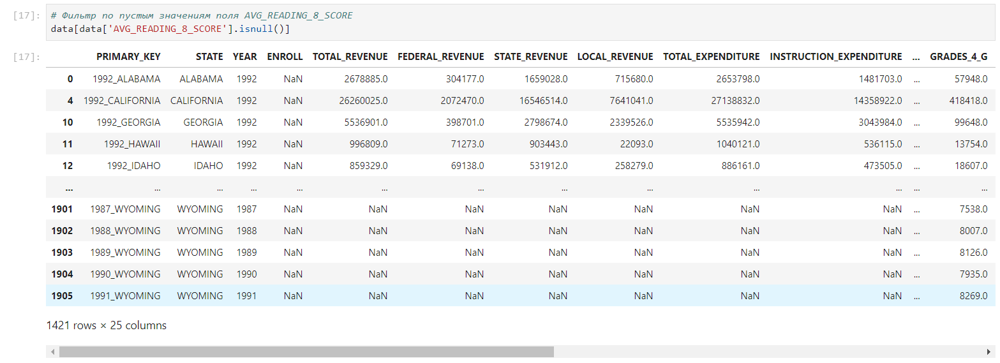 [17]: # Фильтр по пустым значениям поля AVG_READING_8_SCORE
data[data['AVG_READING_8_SCORE'].isnull()]
[17]: PRIMARY_KEY STATE YEAR ENROLL TOTAL_REVENUE FEDERAL_REVENUE STATE_REVENUE LOCAL_REVENUE TOTAL_EXPENDITURE INSTRUCTION_EXPENDITURE ... GRADES_4_G
0 1992_ALABAMA ALABAMA 1992 NaN 2678885.0 304177.0 1659028.0 715680.0 2653798.0 1481703.0 ... 57948.0
4 1992_CALIFORNIA CALIFORNIA 1992 NaN 26260025.0 2072470.0 16546514.0 7641041.0 27138832.0 14358922.0 ... 418418.0
10 1992_GEORGIA GEORGIA 1992 NaN 5536901.0 398701.0 2798674.0 2339526.0 5535942.0 3043984.0 ... 99648.0
11 1992_HAWAII HAWAII 1992 NaN 996809.0 71273.0 903443.0 22093.0 1040121.0 536115.0 ... 13754.0
12 1992_IDAHO IDAHO 1992 NaN 859329.0 69138.0 531912.0 258279.0 886161.0 473505.0 ... 18607.0
... ... ... ... ... ... ... ... ... ... ... ... ...
1901 1987_WYOMING WYOMING 1987 NaN NaN NaN NaN NaN NaN NaN ... 7538.0
1902 1988_WYOMING WYOMING 1988 NaN NaN NaN NaN NaN NaN NaN ... 8007.0
1903 1989_WYOMING WYOMING 1989 NaN NaN NaN NaN NaN NaN NaN ... 8126.0
1904 1990_WYOMING WYOMING 1990 NaN NaN NaN NaN NaN NaN NaN ... 7935.0
1905 1991_WYOMING WYOMING 1991 NaN NaN NaN NaN NaN NaN NaN ... 8269.0
1421 rows × 25 columns